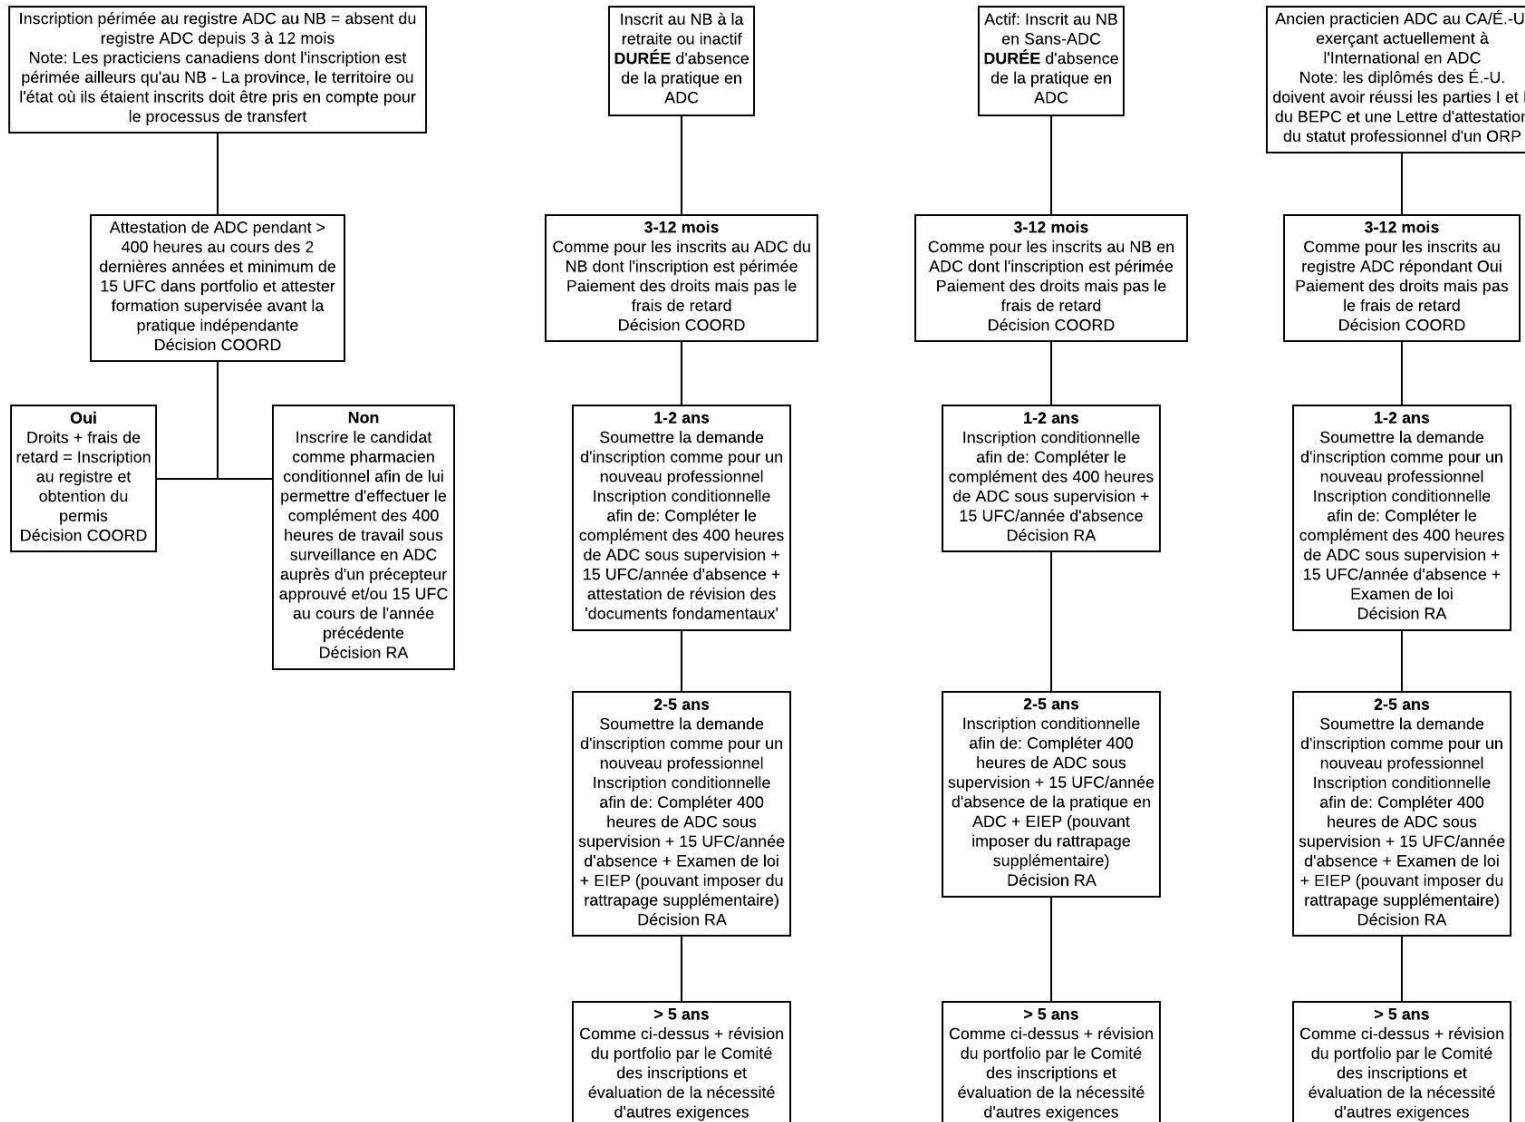 Inscription périmée au registre ADC au NB = absent du
registre ADC depuis 3 à 12 mois
Note: Les practiciens canadiens dont l'inscription est
périmée ailleurs qu'au NB - La province, le territoire ou
l'état où ils étaient inscrits doit être pris en compte pour
le processus de transfert
Attestation de ADC pendant >
400 heures au cours des 2
dernières années et minimum de
15 UFC dans portfolio et attester
formation supervisée avant la
pratique indépendante
Décision COORD
Oui
Droits + frais de
retard = Inscription
au registre et
obtention du
permis
Décision COORD
Non
Inscrire le candidat
comme pharmacien
conditionnel afin de lui
permettre d'effectuer le
complément des 400
heures de travail sous
surveillance en ADC
auprès d'un précepteur
approuvé et/ou 15 UFC
au cours de l'année
précédente
Décision RA
Inscrit au NB à la
retraite ou inactif
DURÉE d'absence
de la pratique en
ADC
3-12 mois
Comme pour les inscrits au ADC du
NB dont l'inscription est périmée
Paiement des droits mais pas le
frais de retard
Décision COORD
1-2 ans
Soumettre la demande
d'inscription comme pour un
nouveau professionnel
Inscription conditionnelle
afin de: Compléter le
complément des 400 heures
de ADC sous supervision +
15 UFC/année d'absence +
attestation de révision des
'documents fondamentaux'
2-5 ans
Soumettre la demande
d'inscription comme pour un
nouveau professionnel
Inscription conditionnelle
afin de: Compléter 400
heures de ADC sous
supervision + 15 UFC/année
d'absence + Examen de loi
+ EIEP (pouvant imposer du
rattrapage supplémentaire)
Décision RA
> 5 ans
Comme ci-dessus + révision
du portfolio par le Comité
des inscriptions et
évaluation de la nécessité
d'autres exigences
Actif: Inscrit au NB
en Sans-ADC
DURÉE d'absence
de la pratique en
ADC
3-12 mois
Comme pour les inscrits au NB en
ADC dont l'inscription est périmée
Paiement des droits mais pas le
frais de retard
Décision COORD
1-2 ans
Inscription conditionnelle
afin de: Compléter le
complément des 400 heures
de ADC sous supervision +
15 UFC/année d'absence
Décision RA
2-5 ans
Inscription conditionnelle
afin de: Compléter 400
heures de ADC sous
supervision + 15 UFC/année
d'absence de la pratique en
ADC + EIEP (pouvant
imposer du rattrapage
supplémentaire)
Décision RA
> 5 ans
Comme ci-dessus + révision
du portfolio par le Comité
des inscriptions et
évaluation de la nécessité
d'autres exigences
Ancien practicien ADC au CA/É.-U
exerçant actuellement à
l'International en ADC
Note: les diplômés des É.-U.
doivent avoir réussi les parties I et
du BEPC et une Lettre d'attestation
du statut professionnel d'un ORP
3-12 mois
Comme pour les inscrits au
registre ADC répondant Oui
Paiement des droits mais pas
le frais de retard
Décision COORD
1-2 ans
Soumettre la demande
d'inscription comme pour un
nouveau professionnel
Inscription conditionnelle
afin de: Compléter le
complément des 400 heures
de ADC sous supervision +
15 UFC/année d'absence +
Examen de loi
Décision RA
2-5 ans
Soumettre la demande
d'inscription comme pour un
nouveau professionnel
Inscription conditionnelle
afin de: Compléter 400
heures de ADC sous
supervision + 15 UFC/année
d'absence + Examen de loi
+ EIEP (pouvant imposer du
rattrapage supplémentaire)
Décision RA
> 5 ans
Comme ci-dessus + révision
du portfolio par le Comité
des inscriptions et
évaluation de la nécessité
d'autres exigences